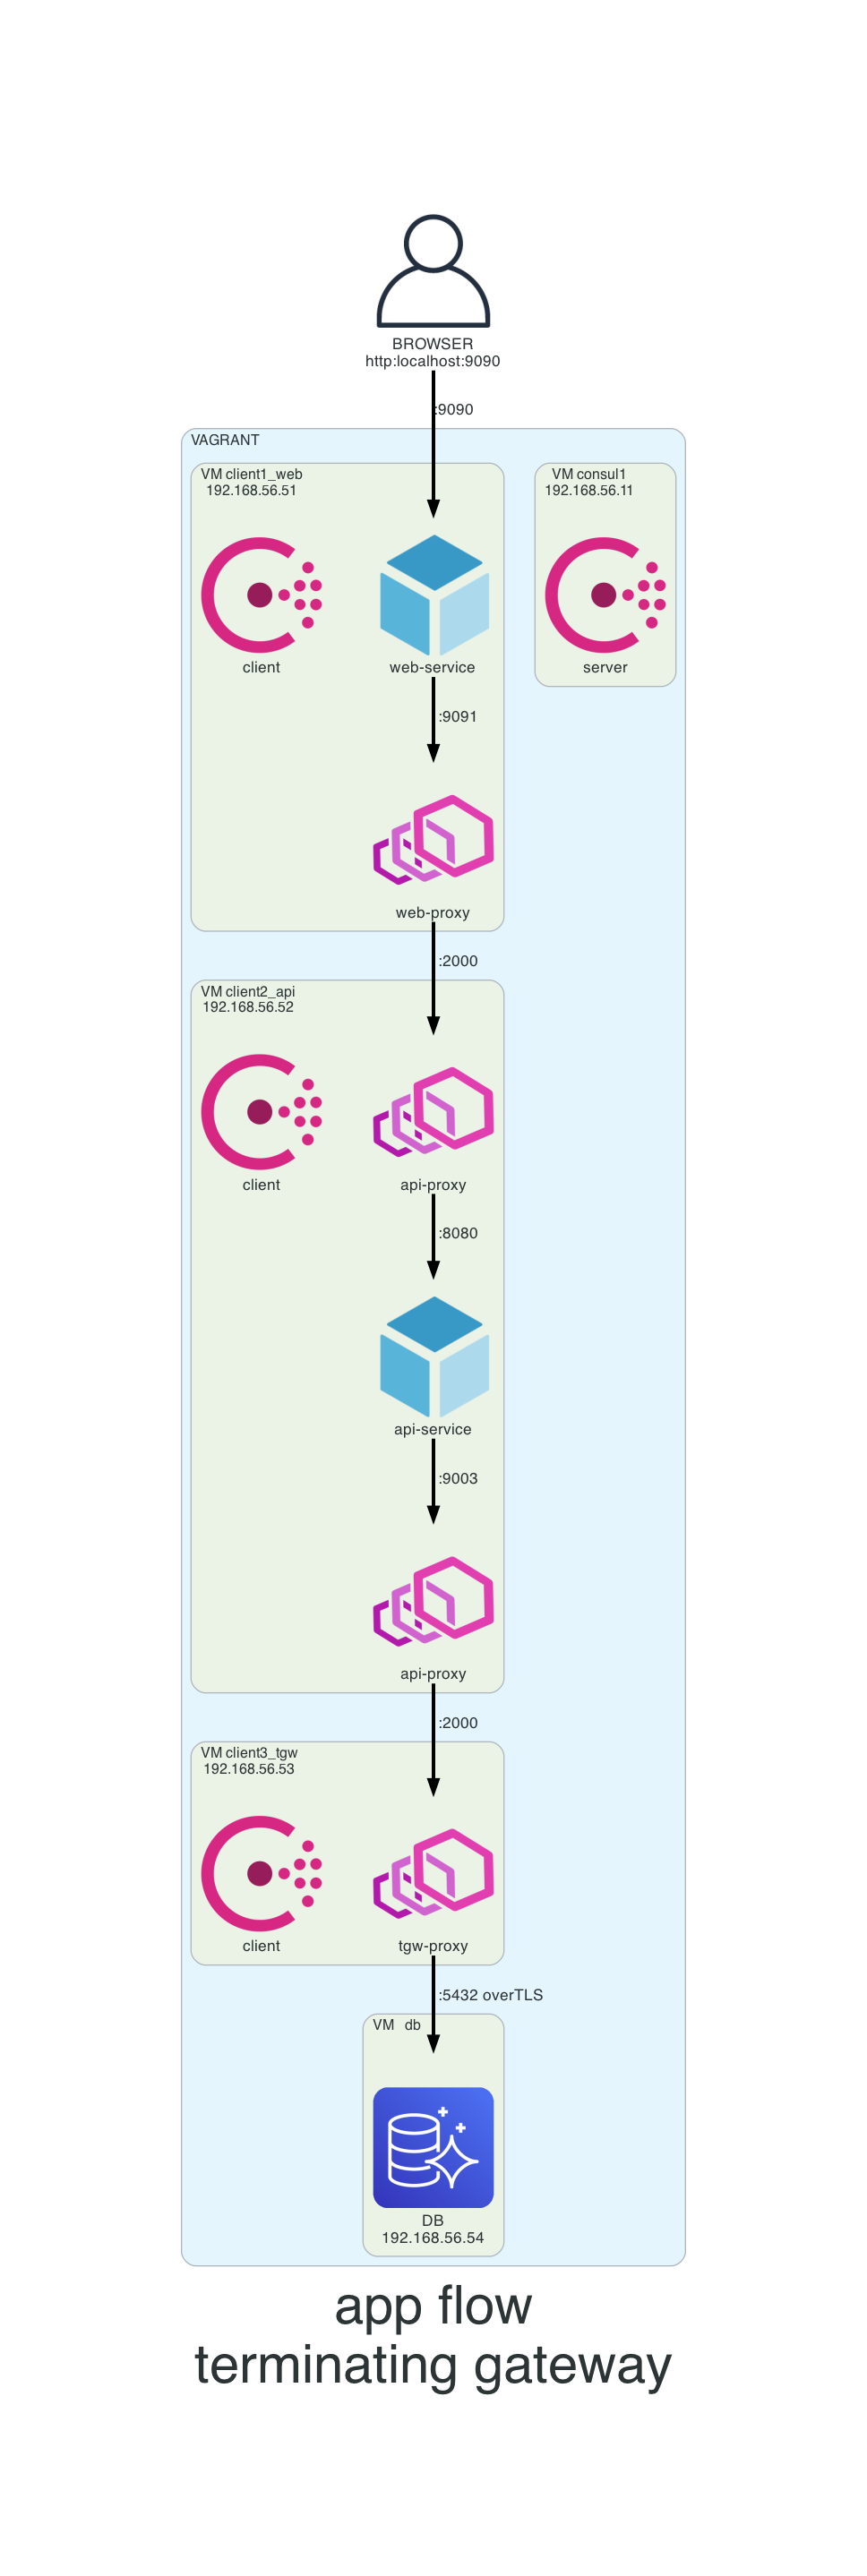 BROWSER
http:localhost:9090
:9090
VAGRANT
VM client1_web
192.168.56.51
VM consul1
192.168.56.11
client
web-service
server
:9091
web-proxy
:2000
VM client2_api
192.168.56.52
client
api-proxy
:8080
api-service
:9003
api-proxy
:2000
VM client3_tgw
192.168.56.53
client
tgw-proxy
:5432 overTLS
VM db
DB
192.168.56.54
app flow
terminating gateway